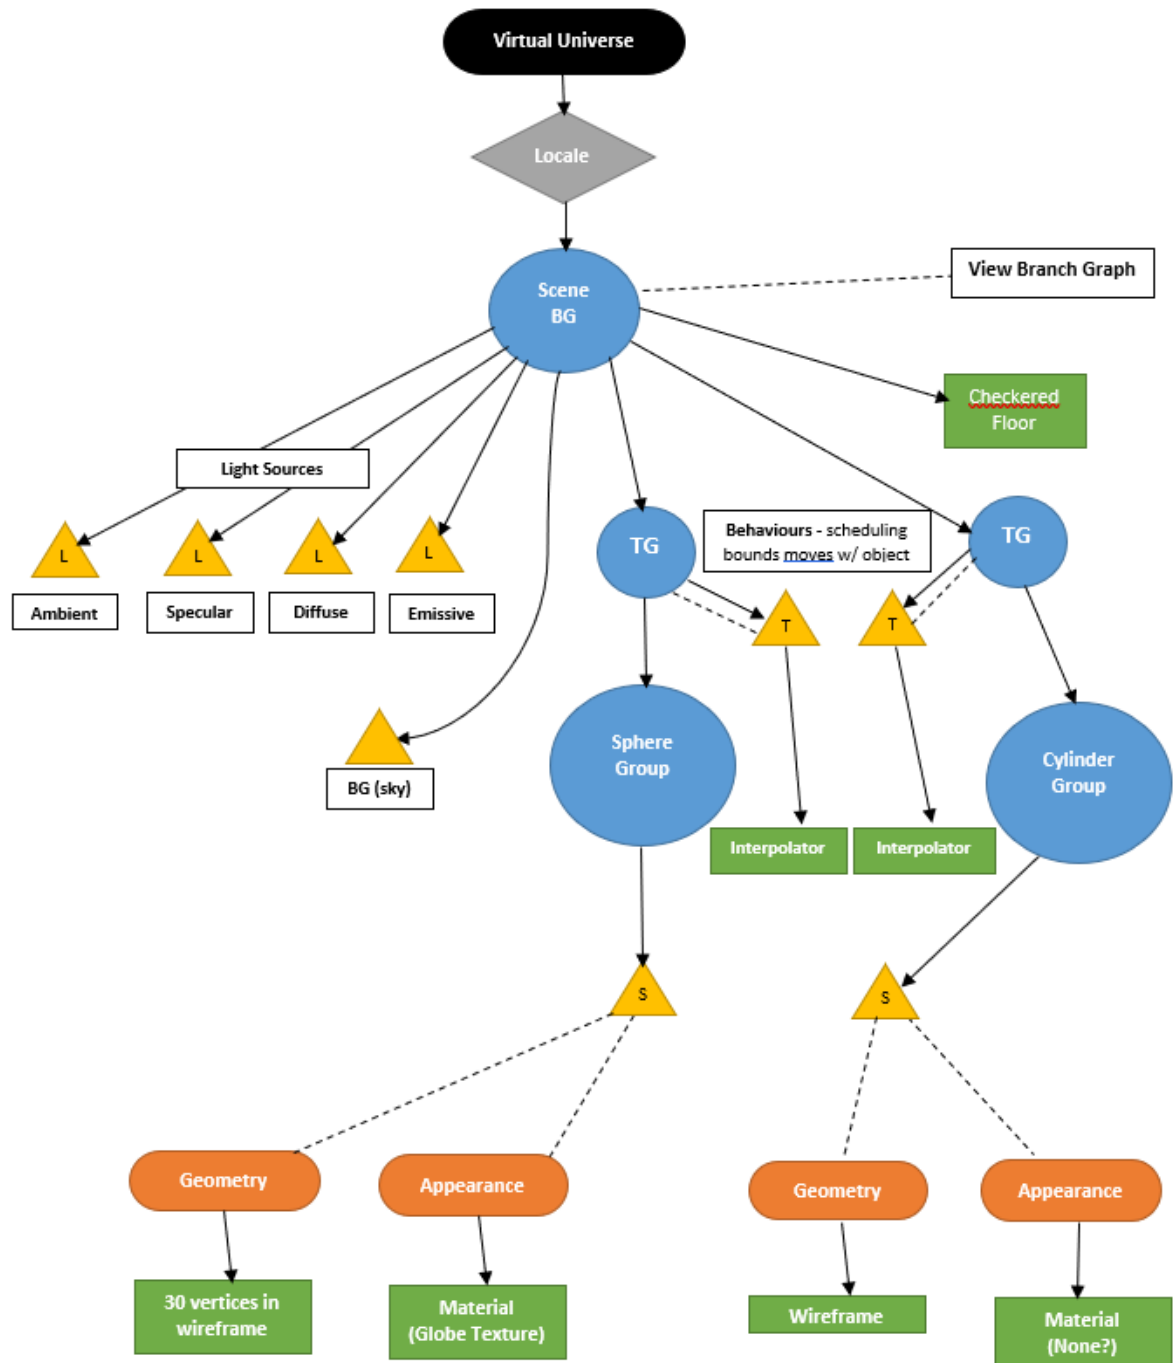 Virtual Universe
Locale
Scene
BG
View Branch Graph
Checkered
Floor
Light Sources
L
L
L
L
Ambient
Specular
Diffuse
Emissive
TG
Behaviours - scheduling
bounds moves w/ object
TG
T
T
BG (sky)
Sphere
Group
Cylinder
Group
Interpolator
Interpolator
S
S
Geometry
Appearance
Geometry
Appearance
30 vertices in
wireframe
Material
(Globe Texture)
Wireframe
Material
(None?)